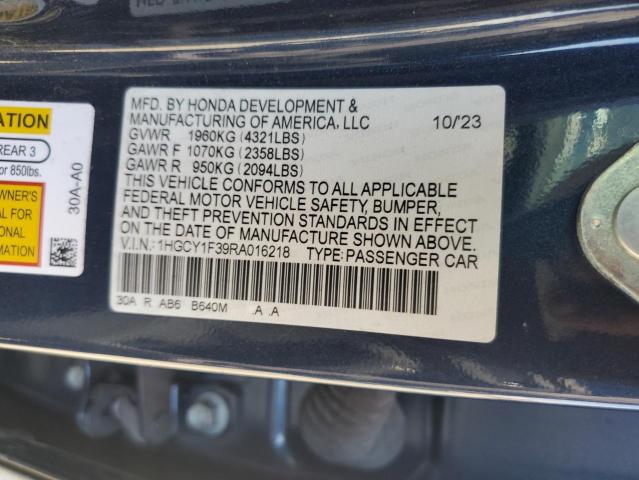 MFD. BY HONDA DEVELOPMENT &
MANUFACTURING OF AMERICA, LLC 10/'23
GVWR 1960KG (4321LBS)
GAWR F 1070KG (2358LBS)
GAWR R 950KG (2094LBS)
THIS VEHICLE CONFORMS TO ALL APPLICABLE
FEDERAL MOTOR VEHICLE SAFETY, BUMPER,
AND THEFT PREVENTION STANDARDS IN EFFECT
ON THE DATE OF MANUFACTURE SHOWN ABOVE.
V.I.N.: 1HGCY1F39RA016218 TYPE: PASSENGER CAR
30A R AB6 B640M .A .A
ATION
REAR 3
or 850lbs.
WNER'S
AL FOR
ONAL
MATION
30A-A0